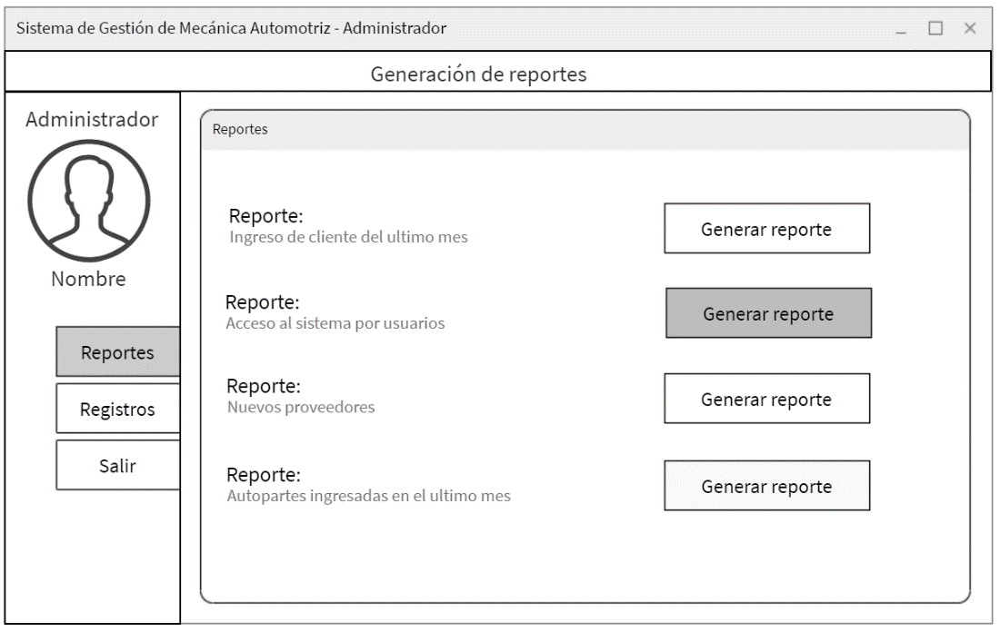 Sistema de Gestión de Mecánica Automotriz - Administrador
Generación de reportes
Administrador
Nombre
Reportes
Registros
Salir
Reportes
Reporte:
Ingreso de cliente del ultimo mes
Generar reporte
Reporte:
Acceso al sistema por usuarios
Generar reporte
Reporte:
Nuevos proveedores
Generar reporte
Reporte:
Autopartes ingresadas en el ultimo mes
Generar reporte